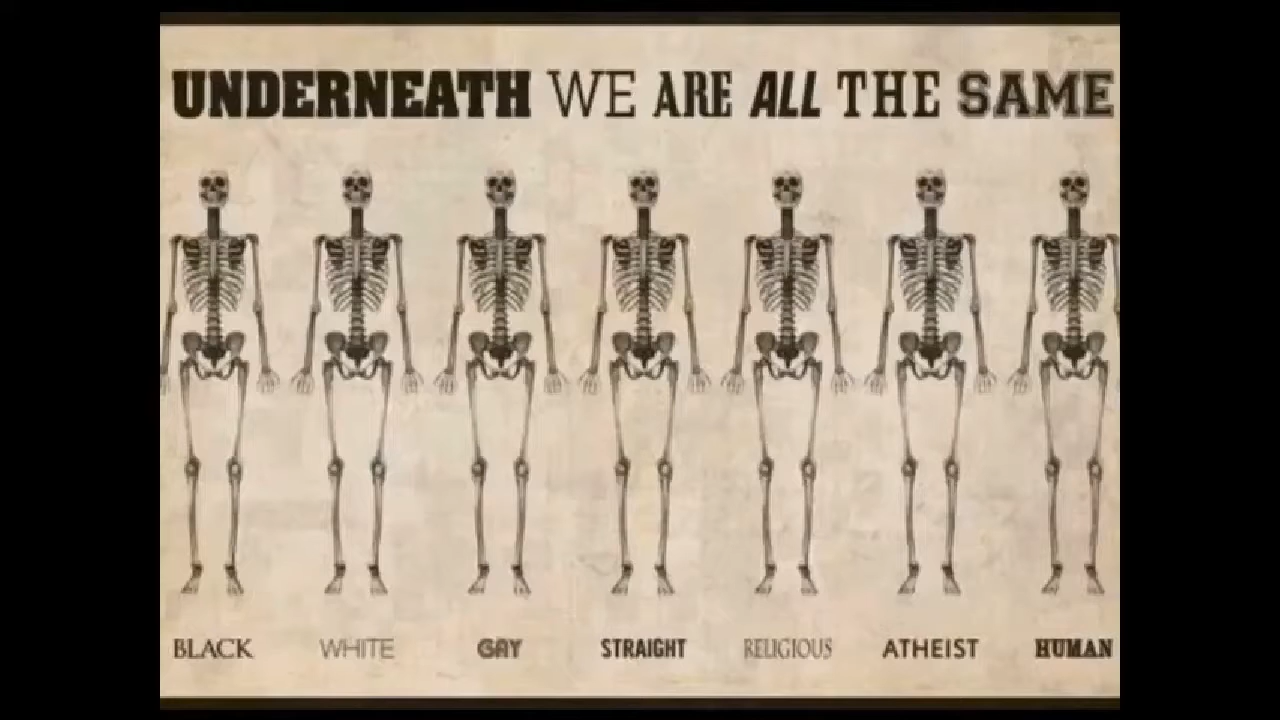 UNDERNEATH WE ARE ALL THE SAME
BLACK WHITE GAY STRAIGHT RELIGIOUS ATHEIST HUMAN